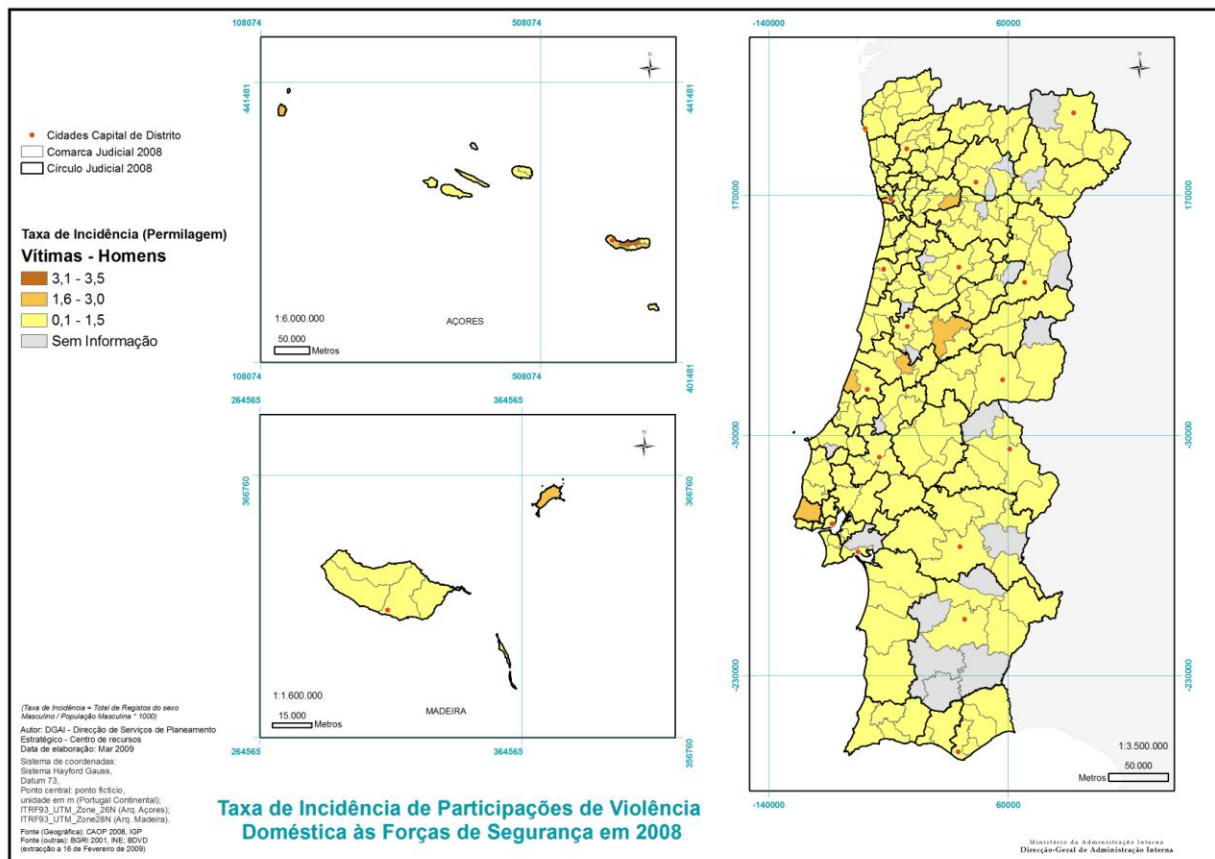 108074
508074
441481
441481
1:6.000.000
50.000
Metros
AÇORES
N
108074
508074
401481
264565
364565
366760
366760
1:1.600.000
15.000
Metros
MADEIRA
N
264565
364565
356760
-140000
60000
170000
170000
-30000
-30000
-230000
-230000
N
1:3.500.000
50.000
Metros
-140000
60000
Cidades Capital de Distrito
Comarca Judicial 2008
Círculo Judicial 2008
Taxa de Incidência (Permilagem)
Vítimas - Homens
3,1 - 3,5
1,6 - 3,0
0,1 - 1,5
Sem Informação
(Taxa de Incidência = Total de Registos do sexo
Masculino / População Masculina * 1000)
Autor: DGAI - Direcção de Serviços de Planeamento
Estratégico - Centro de recursos
Data de elaboração: Mar 2009
Sistema de coordenadas:
Sistema Hayford Gauss,
Datum 73,
Ponto central: ponto fictício,
unidade em m (Portugal Continental);
ITRF93_UTM_Zone_26N (Arq. Açores);
ITRF93_UTM_Zone28N (Arq. Madeira).
Fonte (Geográfica): CAOP 2008, IGP
Fonte (outras): BGRI 2001, INE; BDVD
(extracção a 16 de Fevereiro de 2009)
Taxa de Incidência de Participações de Violência
Doméstica às Forças de Segurança em 2008
Ministério da Administração Interna
Direcção-Geral de Administração Interna